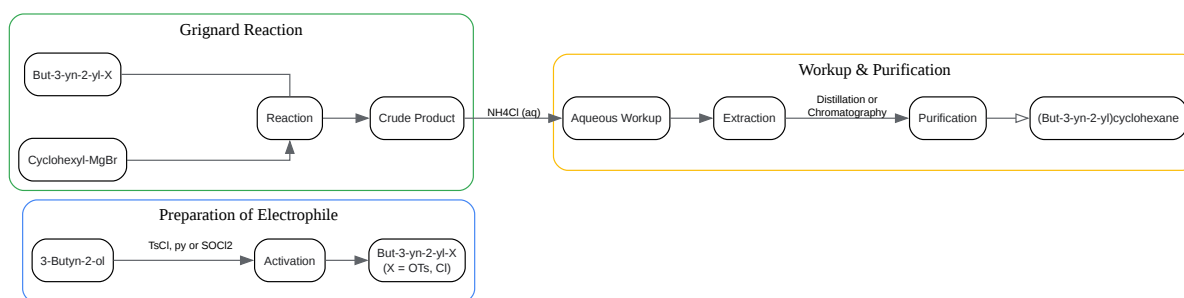 Grignard Reaction
But-3-yn-2-yl-X
Cyclohexyl-MgBr
Reaction
Crude Product
NH4Cl (aq)
Workup & Purification
Aqueous Workup
Extraction
Distillation or
Chromatography
Purification
(But-3-yn-2-yl)cyclohexane
Preparation of Electrophile
3-Butyn-2-ol
TsCl, py or SOCl2
Activation
But-3-yn-2-yl-X
(X = OTs, Cl)